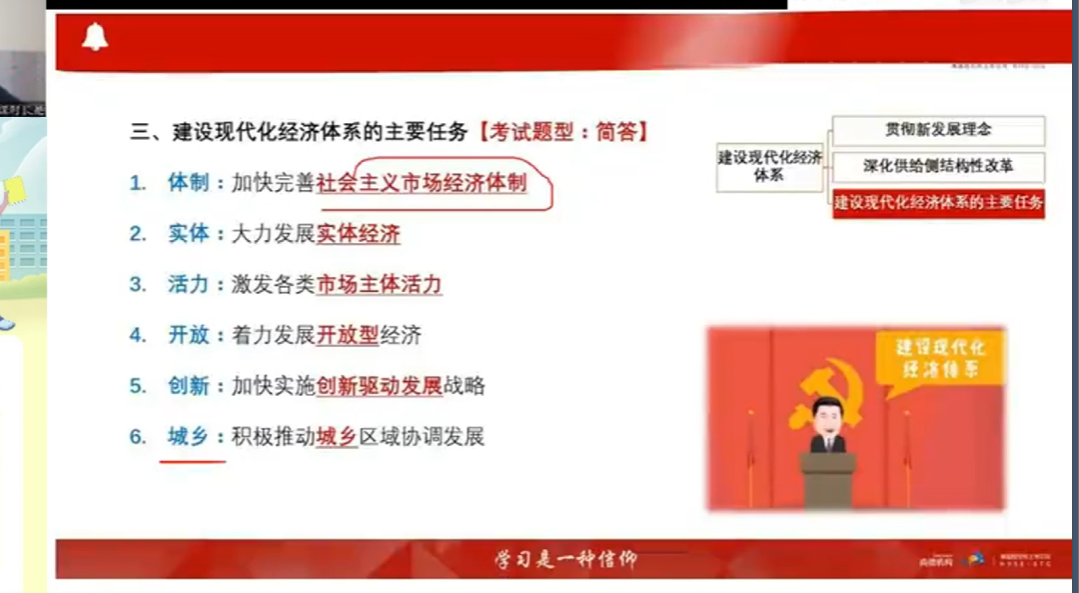 三、建设现代化经济体系的主要任务【考试题型：简答】
1. 体制：加快完善社会主义市场经济体制
2. 实体：大力发展实体经济
3. 活力：激发各类市场主体活力
4. 开放：着力发展开放型经济
5. 创新：加快实施创新驱动发展战略
6. 城乡：积极推动城乡区域协调发展
建设现代化经济
体系
贯彻新发展理念
深化供给侧结构性改革
建设现代化经济体系的主要任务
建设现代化
经济体系
学习是一种信仰
尚德机构